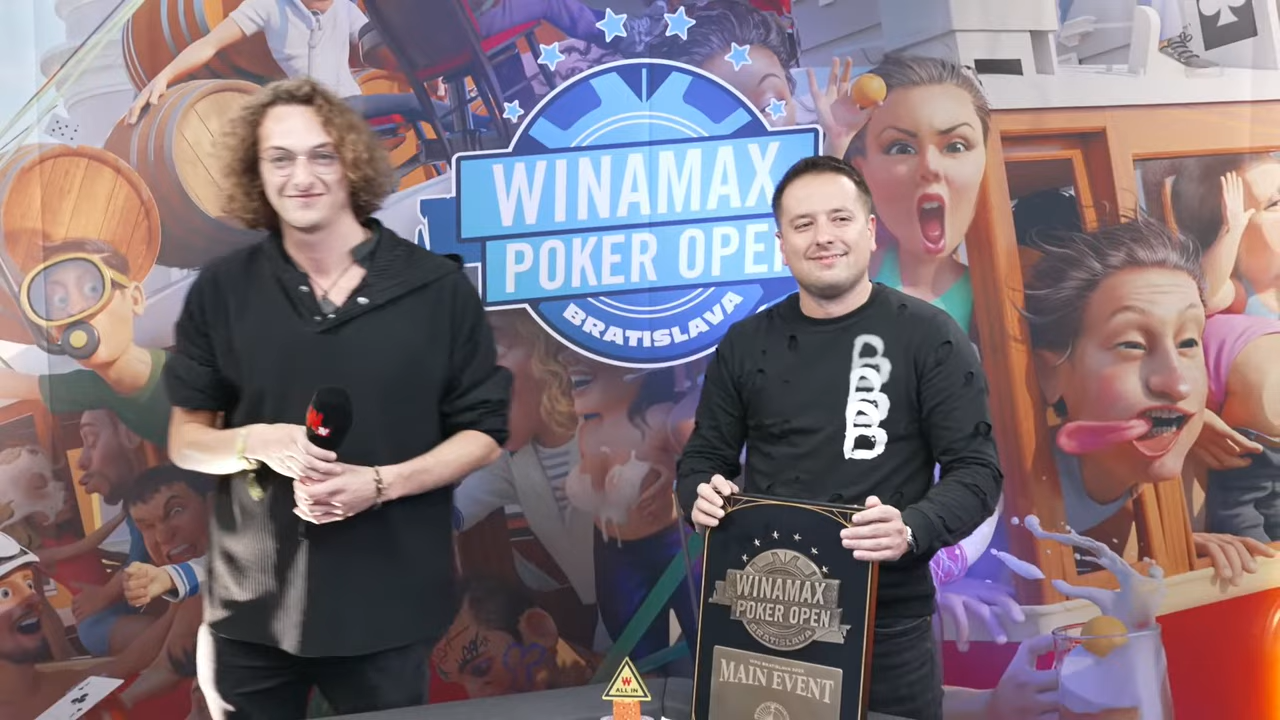 WINAMAX
POKER OPEN
BRATISLAVA
W
WINAMAX
POKER OPEN
BRATISLAVA
MAIN EVENT
W
ALL IN